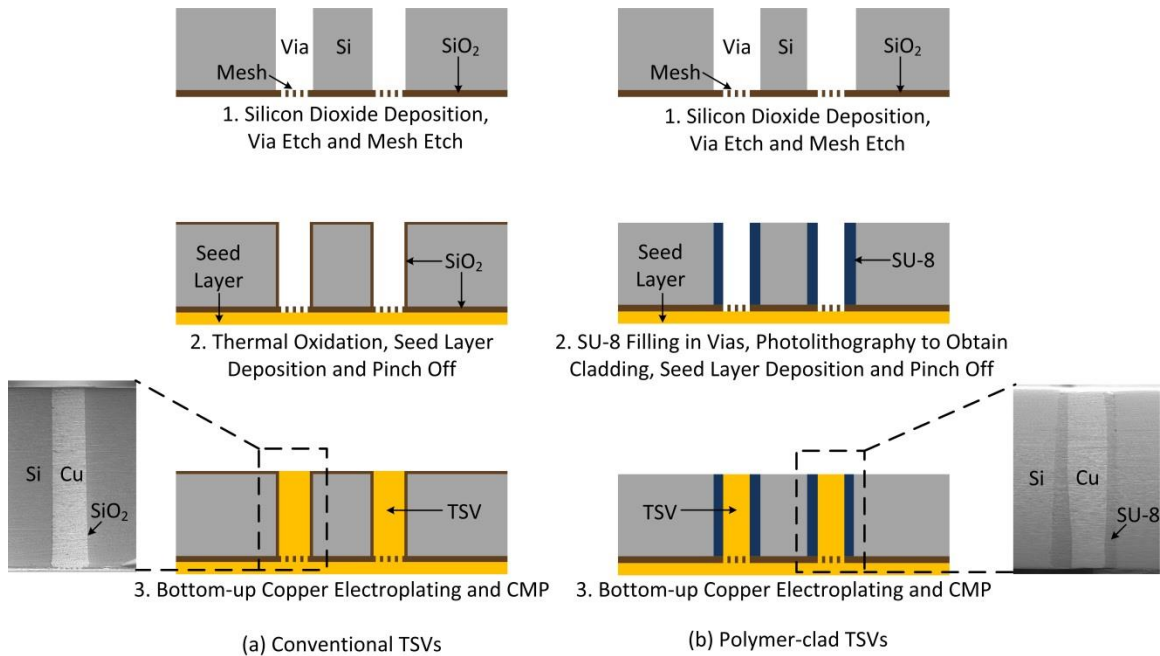 Via
Si
SiO2
Mesh
1. Silicon Dioxide Deposition,
Via Etch and Mesh Etch
Seed
Layer
SiO2
2. Thermal Oxidation, Seed Layer
Deposition and Pinch Off
Si
Cu
SiO2
TSV
3. Bottom-up Copper Electroplating and CMP
(a) Conventional TSVs
Via
Si
SiO2
Mesh
1. Silicon Dioxide Deposition,
Via Etch and Mesh Etch
Seed
Layer
SU-8
2. SU-8 Filling in Vias, Photolithography to Obtain
Cladding, Seed Layer Deposition and Pinch Off
TSV
Si
Cu
SU-8
3. Bottom-up Copper Electroplating and CMP
(b) Polymer-clad TSVs